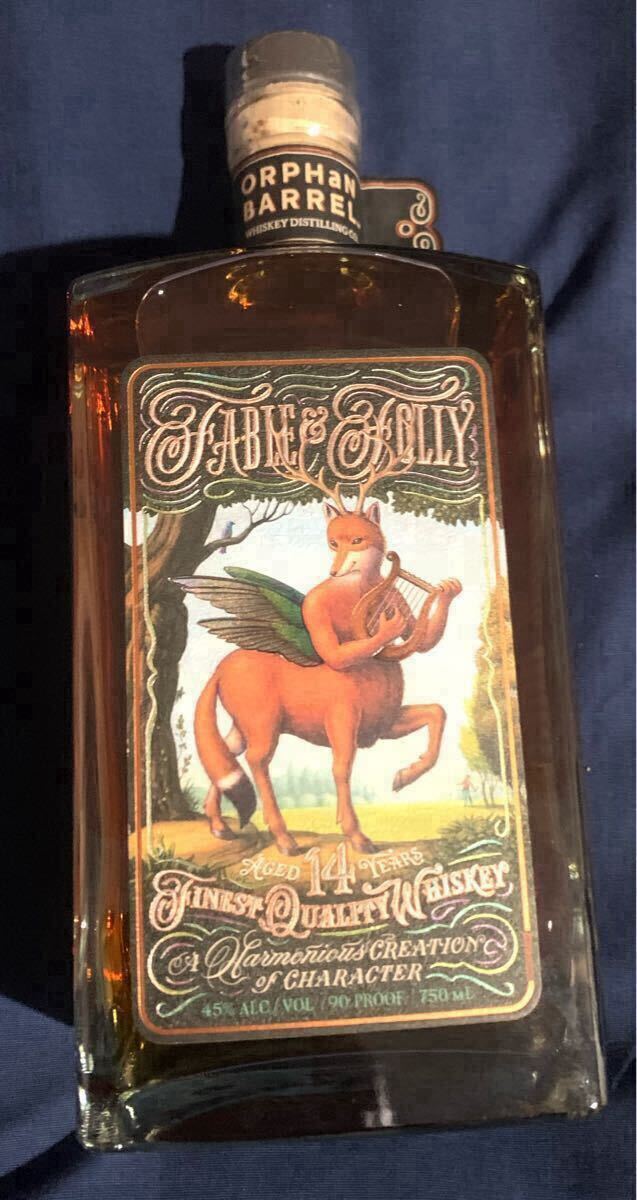 ORPHaN
BARREL
WHISKEY DISTILLING CO.
FABLE & FOLLY
AGED 14 YEARS
FINEST QUALITY WHISKEY
A Harmonious CREATION
OF CHARACTER
45% ALC/VOL / 90 PROOF 750 mL